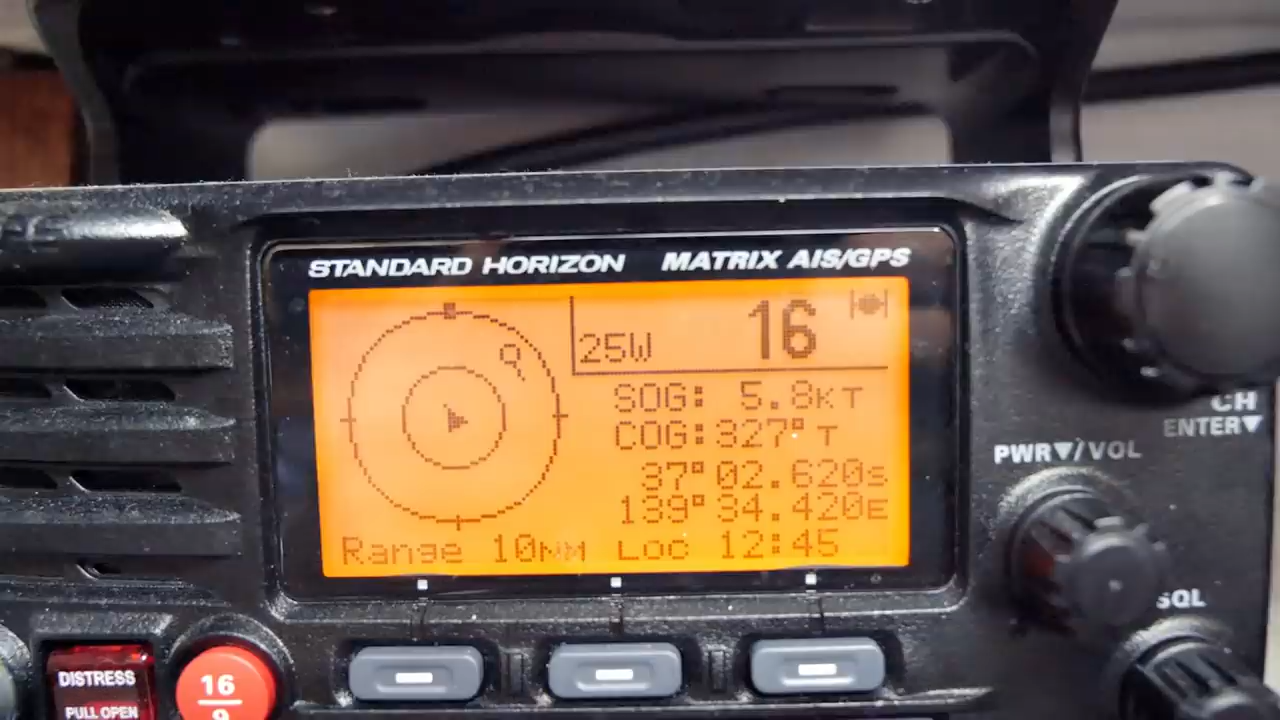 STANDARD HORIZON MATRIX AIS/GPS
25W 16
SOG: 5.8KT
COG:327°T
37°02.620S
139°34.420E
Range 10NM LOC 12:45
CH
ENTER▼
PWR▼/VOL
SQL
DISTRESS
PULL OPEN
16
9